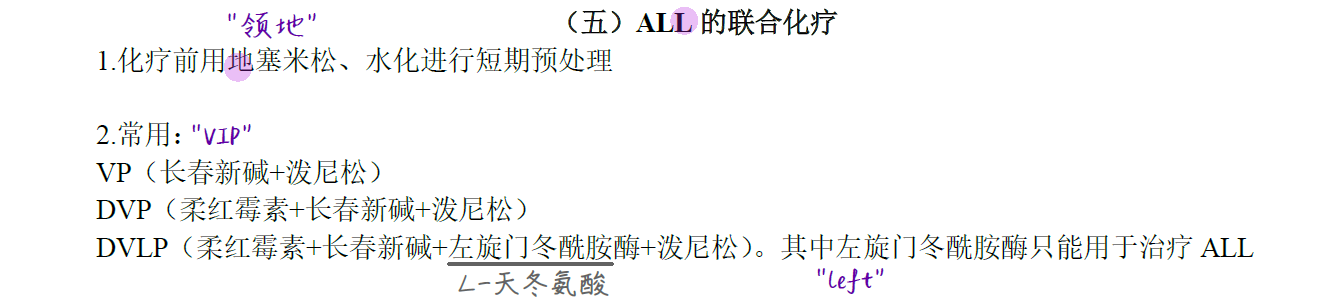 "领地"
（五）ALL 的联合化疗
1.化疗前用地塞米松、水化进行短期预处理
2.常用："VIP"
VP（长春新碱+泼尼松）
DVP（柔红霉素+长春新碱+泼尼松）
DVLP（柔红霉素+长春新碱+左旋门冬酰胺酶+泼尼松）。其中左旋门冬酰胺酶只能用于治疗 ALL
L-天冬氨酸
"left"